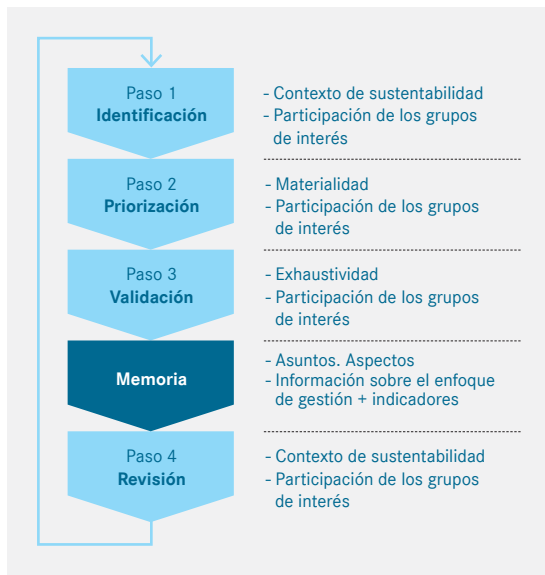 Paso 1
Identificación
- Contexto de sustentabilidad
- Participación de los grupos
de interés
Paso 2
Priorización
- Materialidad
- Participación de los grupos
de interés
Paso 3
Validación
- Exhaustividad
- Participación de los grupos
de interés
Memoria
- Asuntos. Aspectos
- Información sobre el enfoque
de gestión + indicadores
Paso 4
Revisión
- Contexto de sustentabilidad
- Participación de los grupos
de interés